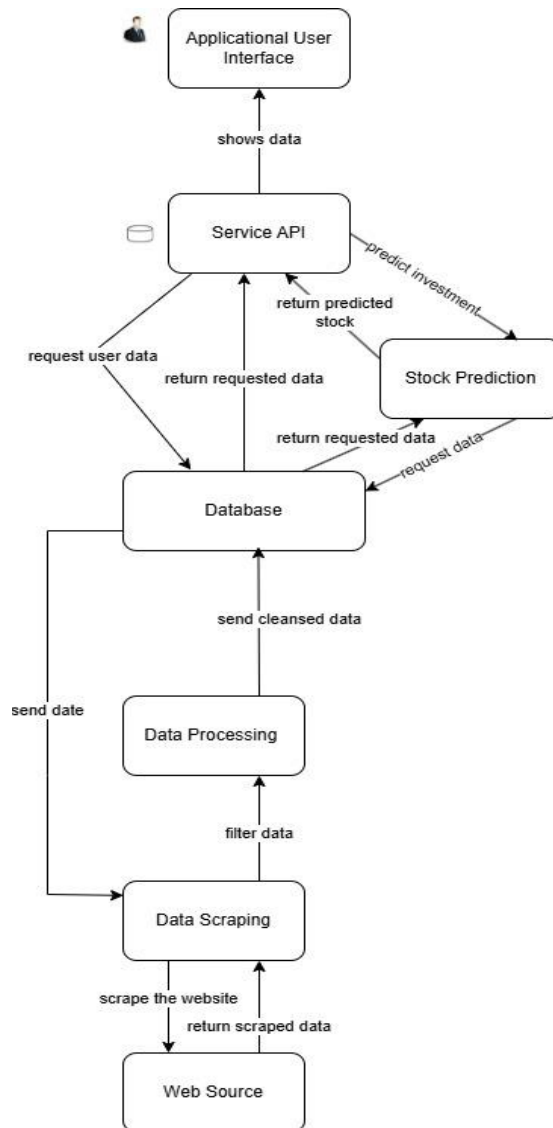 Applicational User
Interface
shows data
Service API
predict investment
return predicted
stock
request user data
return requested data
Stock Prediction
return requested data
request data
Database
send cleansed data
send date
Data Processing
filter data
Data Scraping
scrape the website
return scraped data
Web Source